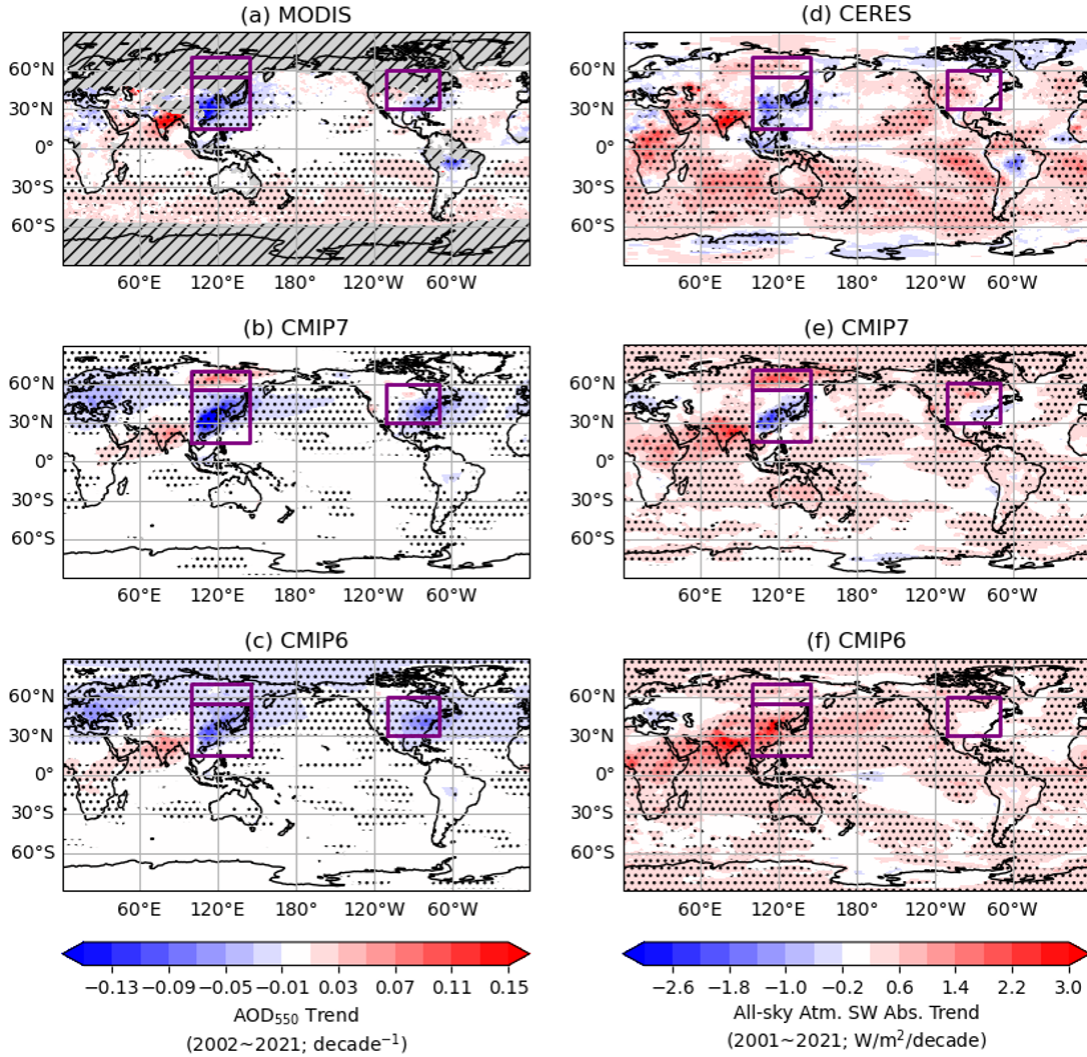 (a) MODIS
(d) CERES
60°N
30°N
0°
30°S
60°S
60°E 120°E 180° 120°W 60°W
60°N
30°N
0°
30°S
60°S
60°E 120°E 180° 120°W 60°W
(b) CMIP7
(e) CMIP7
60°N
30°N
0°
30°S
60°S
60°E 120°E 180° 120°W 60°W
60°N
30°N
0°
30°S
60°S
60°E 120°E 180° 120°W 60°W
(c) CMIP6
(f) CMIP6
60°N
30°N
0°
30°S
60°S
60°E 120°E 180° 120°W 60°W
60°N
30°N
0°
30°S
60°S
60°E 120°E 180° 120°W 60°W
−0.13 −0.09 −0.05 −0.01 0.03 0.07 0.11 0.15
AOD₅₅₀ Trend
(2002~2021; decade⁻¹)
−2.6 −1.8 −1.0 −0.2 0.6 1.4 2.2 3.0
All-sky Atm. SW Abs. Trend
(2001~2021; W/m²/decade)